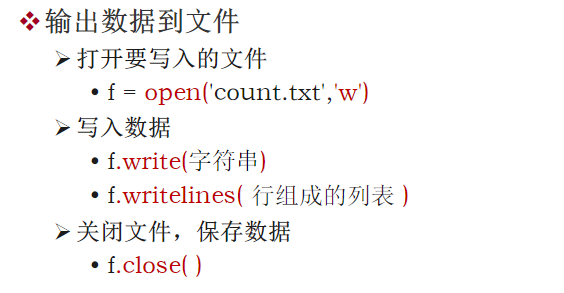 ❖输出数据到文件
➢打开要写入的文件
•f = open('count.txt','w')
➢写入数据
•f.write(字符串)
•f.writelines( 行组成的列表 )
➢关闭文件，保存数据
•f.close( )